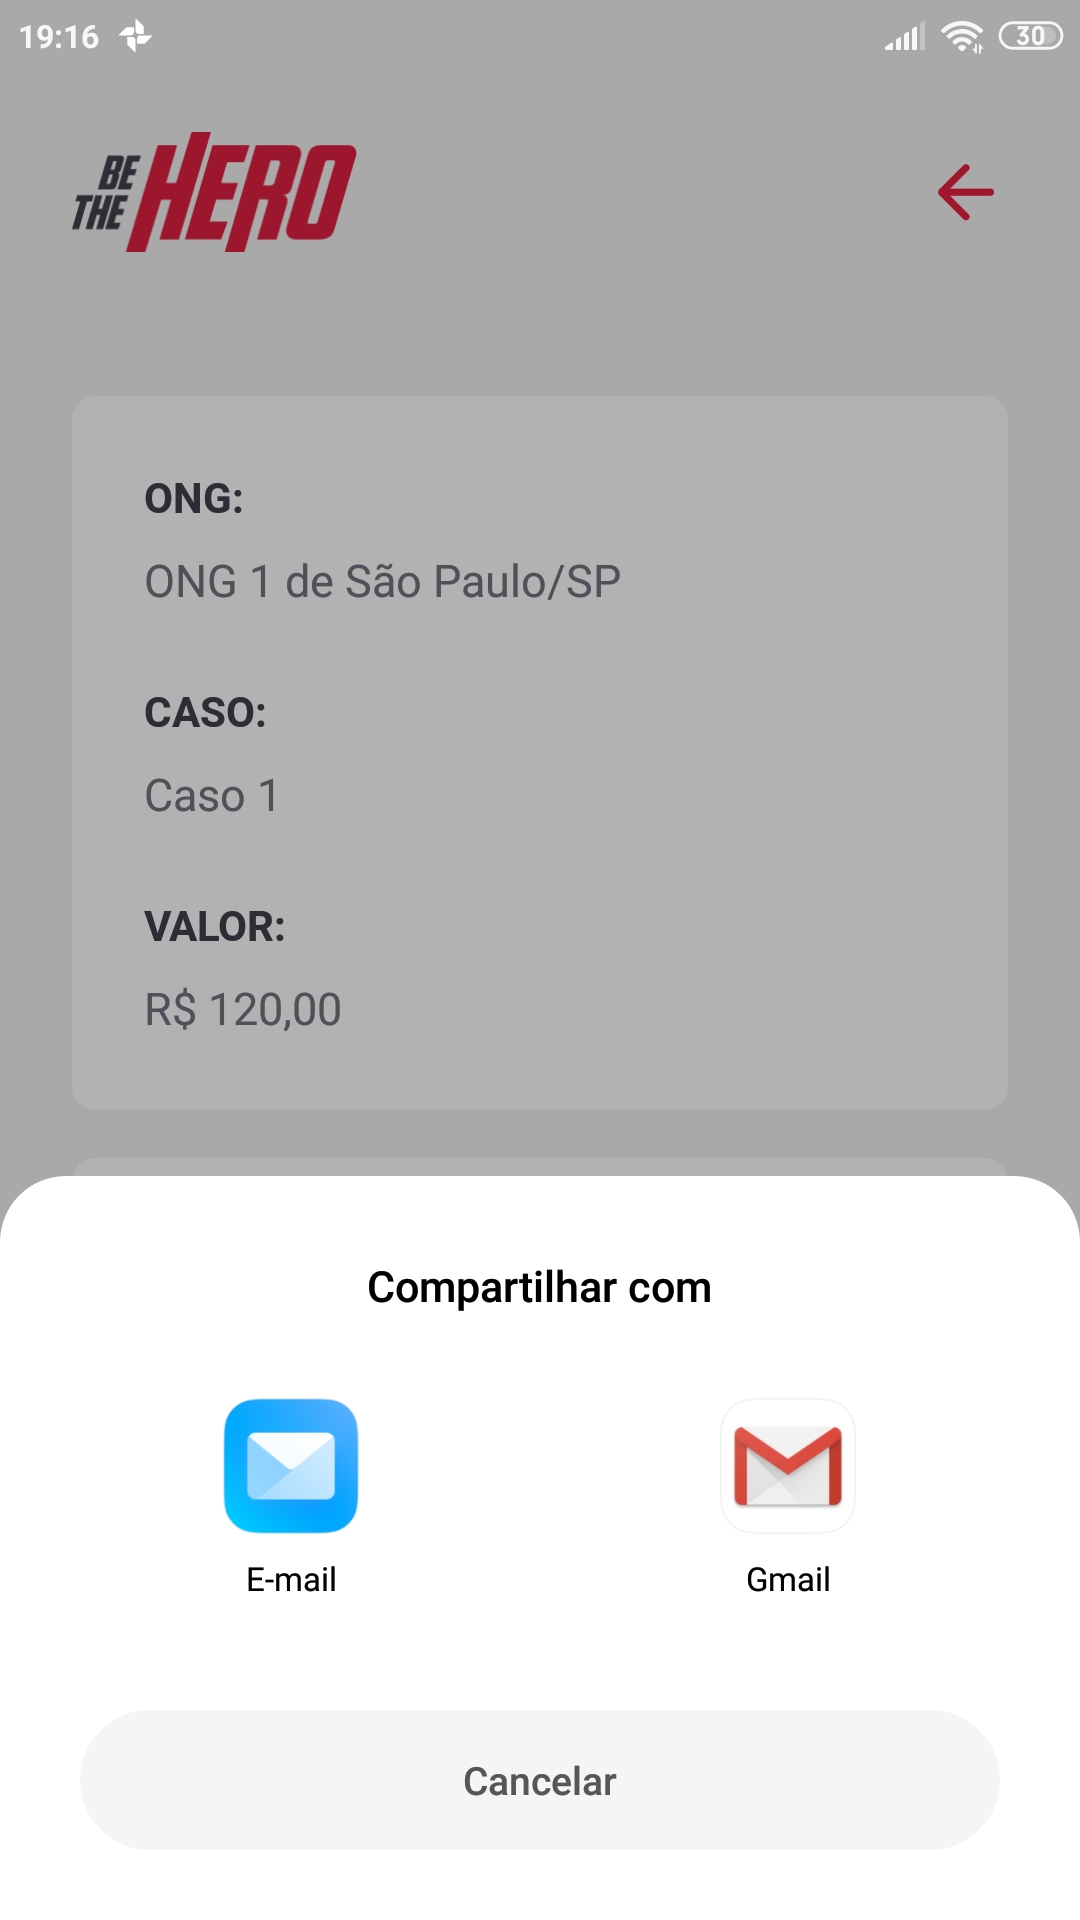 19:16
30
BE
THE
HERO
ONG:
ONG 1 de São Paulo/SP
CASO:
Caso 1
VALOR:
R$ 120,00
Compartilhar com
E-mail
Gmail
Cancelar